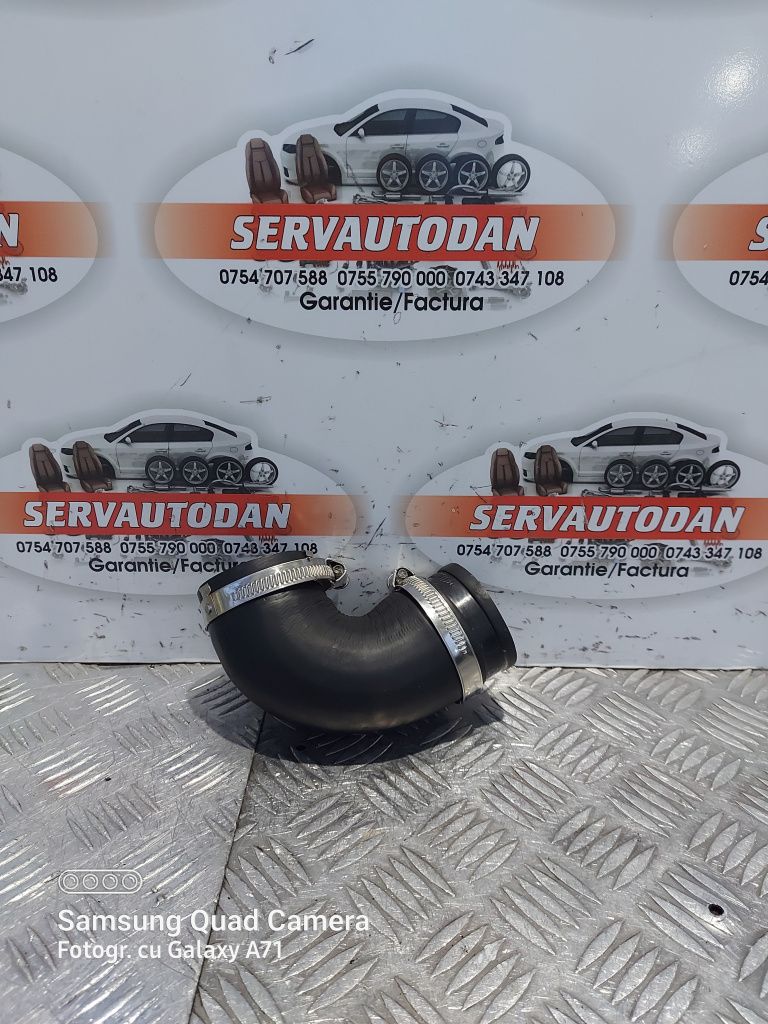 SERVAUTODAN
0754 707 588 0755 790 000 0743 347 108
Garantie/Factura
N
347 108
S
0754
SERVAUTODAN
0754 707 588 0755 790 000 0743 347 108
Garantie/Factura
SERVAUTODAN
0754 707 588 0755 790 000 0743 347 108
Garantie/Factura
Samsung Quad Camera
Fotogr. cu Galaxy A71